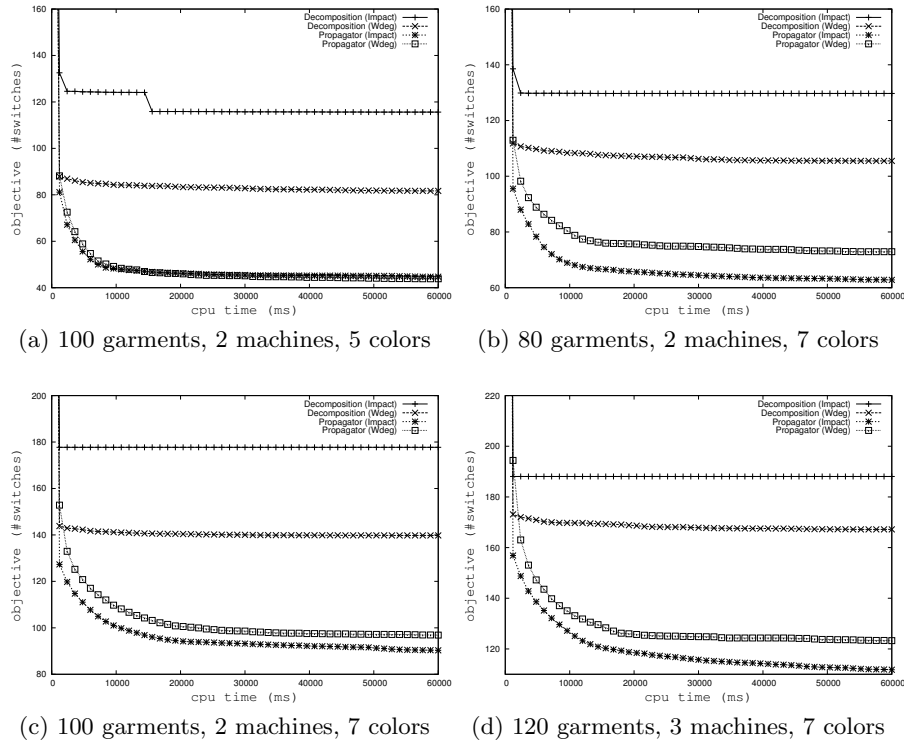 160
140
120
100
80
60
40
0
10000
20000
30000
40000
50000
60000
objective (#switches)
cpu time (ms)
Decomposition (Impact)
Decomposition (Wdeg)
Propagator (Impact)
Propagator (Wdeg)
(a) 100 garments, 2 machines, 5 colors
160
140
120
100
80
60
0
10000
20000
30000
40000
50000
60000
objective (#switches)
cpu time (ms)
Decomposition (Impact)
Decomposition (Wdeg)
Propagator (Impact)
Propagator (Wdeg)
(b) 80 garments, 2 machines, 7 colors
200
180
160
140
120
100
80
0
10000
20000
30000
40000
50000
60000
objective (#switches)
cpu time (ms)
Decomposition (Impact)
Decomposition (Wdeg)
Propagator (Impact)
Propagator (Wdeg)
(c) 100 garments, 2 machines, 7 colors
220
200
180
160
140
120
0
10000
20000
30000
40000
50000
60000
objective (#switches)
cpu time (ms)
Decomposition (Impact)
Decomposition (Wdeg)
Propagator (Impact)
Propagator (Wdeg)
(d) 120 garments, 3 machines, 7 colors